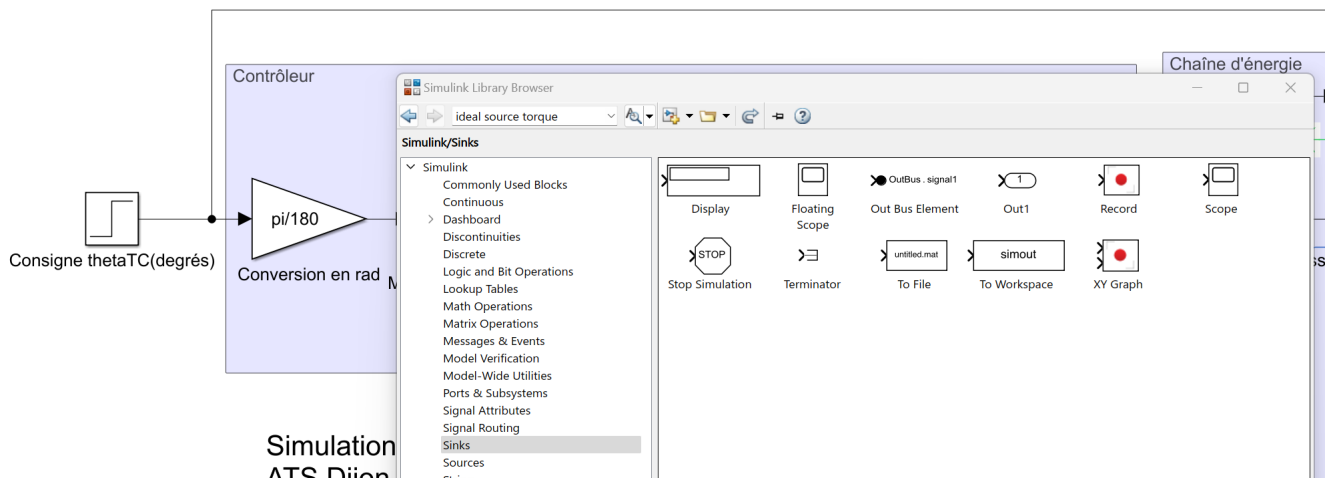 Contrôleur
Chaîne d'énergie
Simulink Library Browser
ideal source torque
Simulink/Sinks
Simulink
Commonly Used Blocks
Continuous
Dashboard
Discontinuities
Discrete
Logic and Bit Operations
Lookup Tables
Math Operations
Matrix Operations
Messages & Events
Model Verification
Model-Wide Utilities
Ports & Subsystems
Signal Attributes
Signal Routing
Sinks
Sources
Display
Floating
Scope
OutBus . signal1
Out Bus Element
1
Out1
Record
Scope
STOP
Stop Simulation
Terminator
untitled.mat
To File
simout
To Workspace
XY Graph
pi/180
Consigne thetaTC(degrés)
Conversion en rad
M
Simulation
ATS Dijon